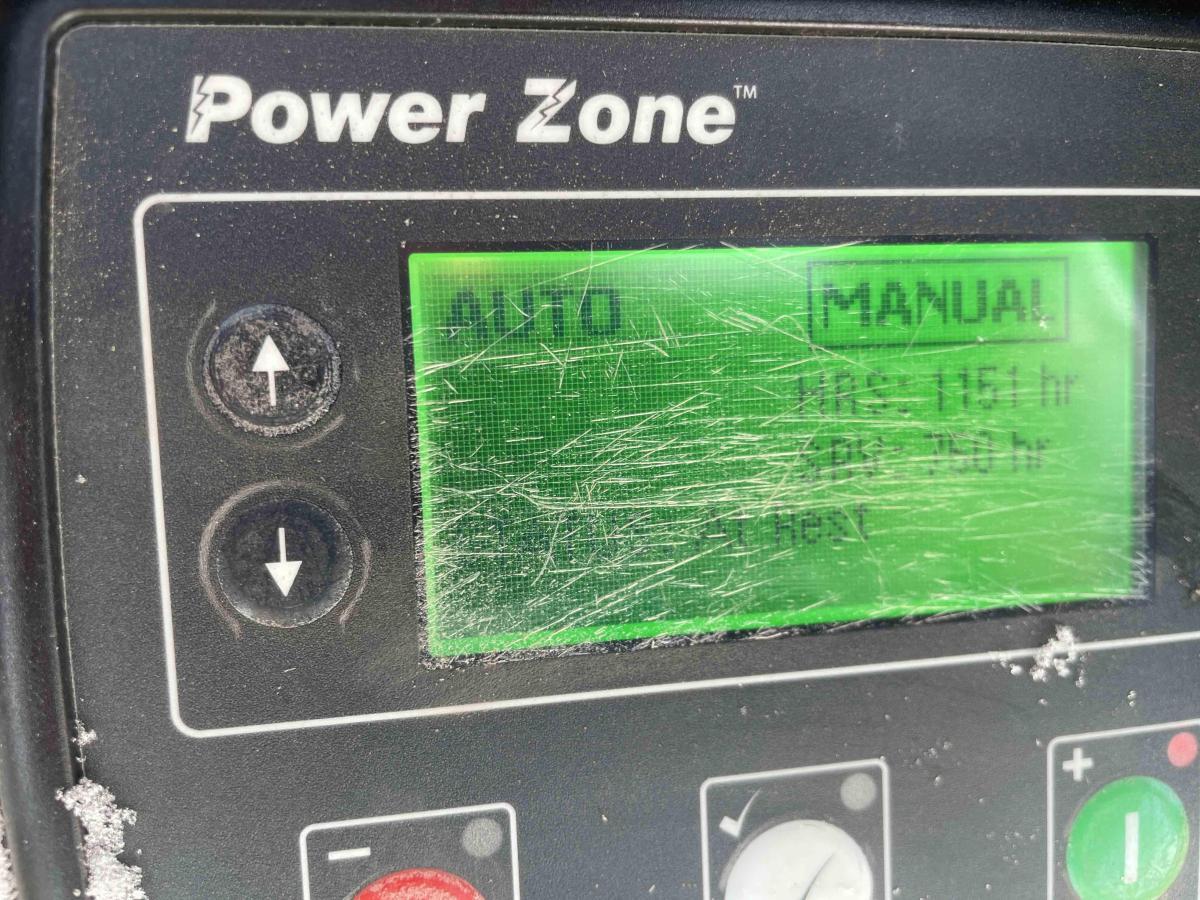 Power Zone™
AUTO MANUAL
HRS: 1151 hr
SRV: 750 hr
At Rest